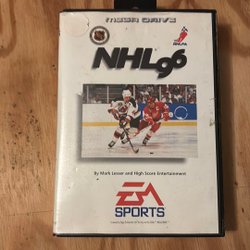 MEGA DRIVE
NHL
NHLPA
NHL96
By Mark Lesser and High Score Entertainment
EA
SPORTS